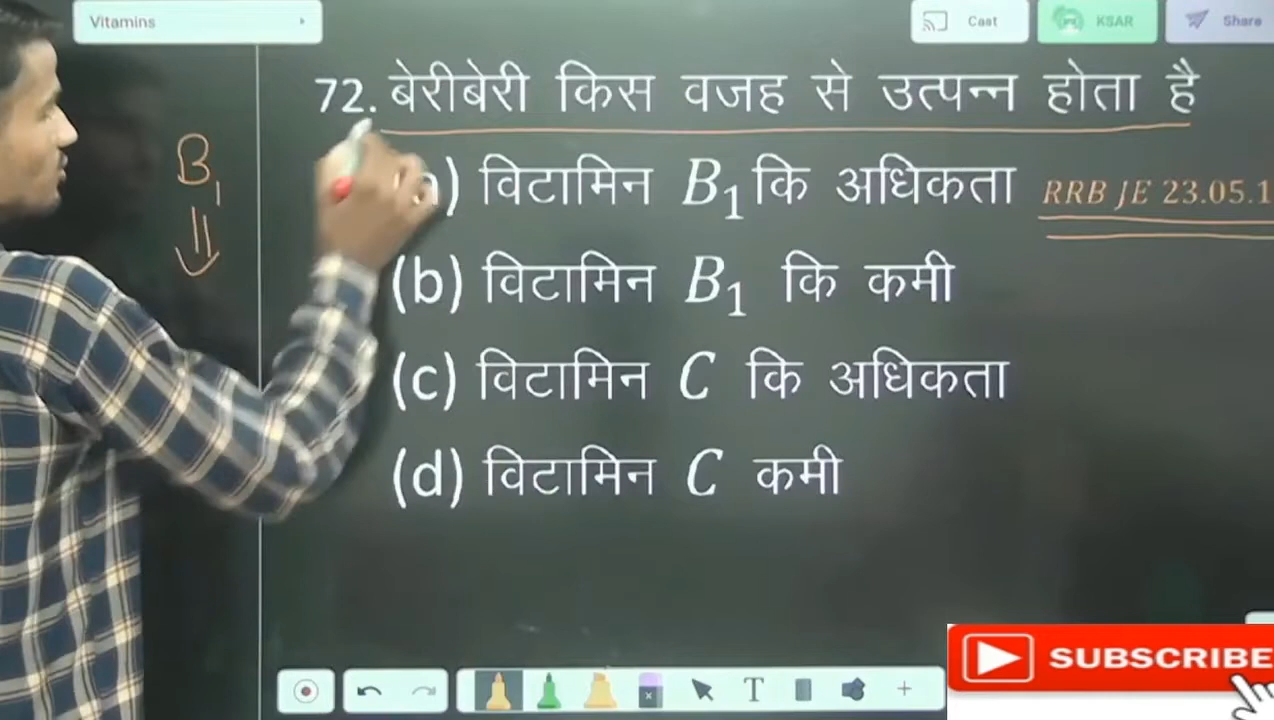 Vitamins
Cast
KSAR
Share
72. बेरीबेरी किस वजह से उत्पन्न होता है
B1
विटामिन B1 कि अधिकता
RRB JE 23.05.1
(b) विटामिन B1 कि कमी
(c) विटामिन C कि अधिकता
(d) विटामिन C कमी
T
SUBSCRIBE